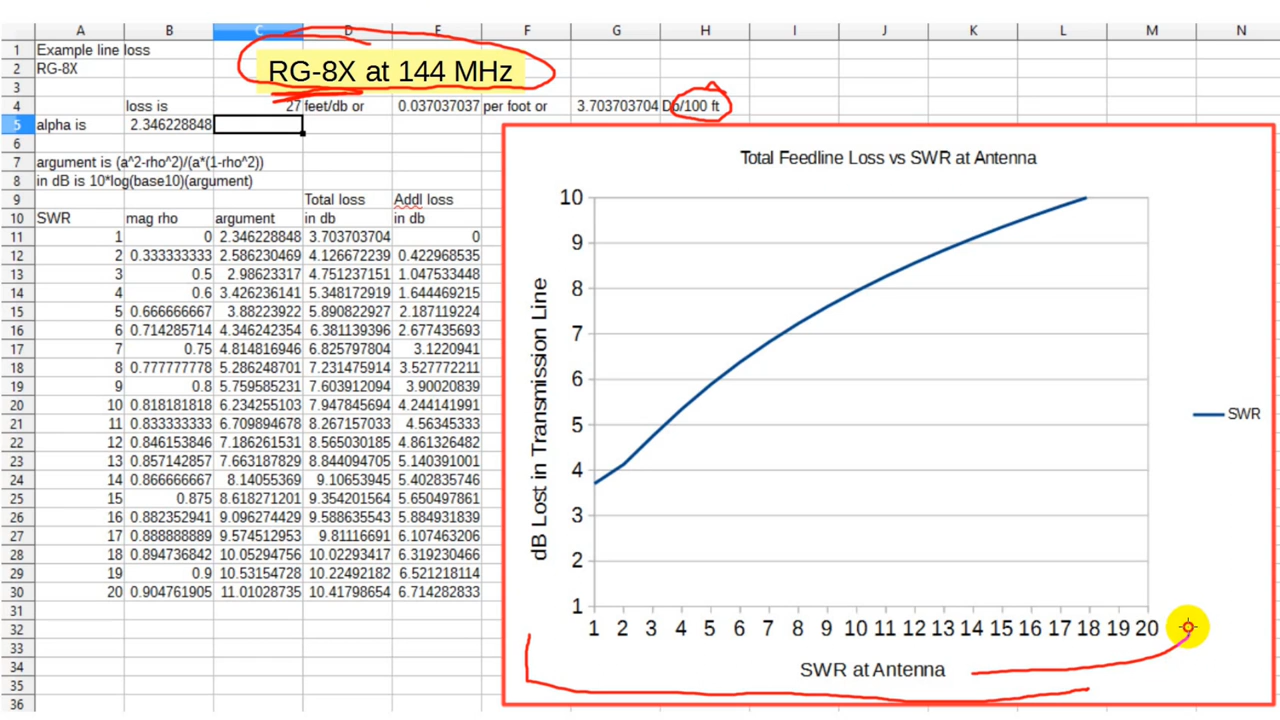 A B C D E F G H I J K L M N
1 Example line loss
2 RG-8X
RG-8X at 144 MHz
3
4 loss is 27 feet/db or 0.037037037 per foot or 3.703703704 Db/100 ft
5 alpha is 2.346228848
6
7 argument is (a^2-rho^2)/(a*(1-rho^2))
8 in dB is 10*log(base10)(argument)
9 Total loss Addl loss
10 SWR mag rho argument in db in db
11 1 0 2.346228848 3.703703704 0
12 2 0.333333333 2.586230469 4.126672239 0.422968535
13 3 0.5 2.98623317 4.751237151 1.047533448
14 4 0.6 3.426236141 5.348172919 1.644469215
15 5 0.666666667 3.88223922 5.890822927 2.187119224
16 6 0.714285714 4.346242354 6.381139396 2.677435693
17 7 0.75 4.814816946 6.825797804 3.1220941
18 8 0.777777778 5.286248701 7.231475914 3.527772211
19 9 0.8 5.759585231 7.603912094 3.90020839
20 10 0.818181818 6.234255103 7.947845694 4.244141991
21 11 0.833333333 6.709894678 8.267157033 4.56345333
22 12 0.846153846 7.186261531 8.565030185 4.861326482
23 13 0.857142857 7.663187829 8.844094705 5.140391001
24 14 0.866666667 8.14055369 9.10653945 5.402835746
25 15 0.875 8.618271201 9.354201564 5.650497861
26 16 0.882352941 9.096274429 9.588635543 5.884931839
27 17 0.888888889 9.574512953 9.81116691 6.107463206
28 18 0.894736842 10.05294756 10.02293417 6.319230466
29 19 0.9 10.53154728 10.22492182 6.521218114
30 20 0.904761905 11.01028735 10.41798654 6.714282833
31
32
33
34
35
36
Total Feedline Loss vs SWR at Antenna
dB Lost in Transmission Line
10
9
8
7
6
5
4
3
2
1
1 2 3 4 5 6 7 8 9 10 11 12 13 14 15 16 17 18 19 20
SWR at Antenna
SWR